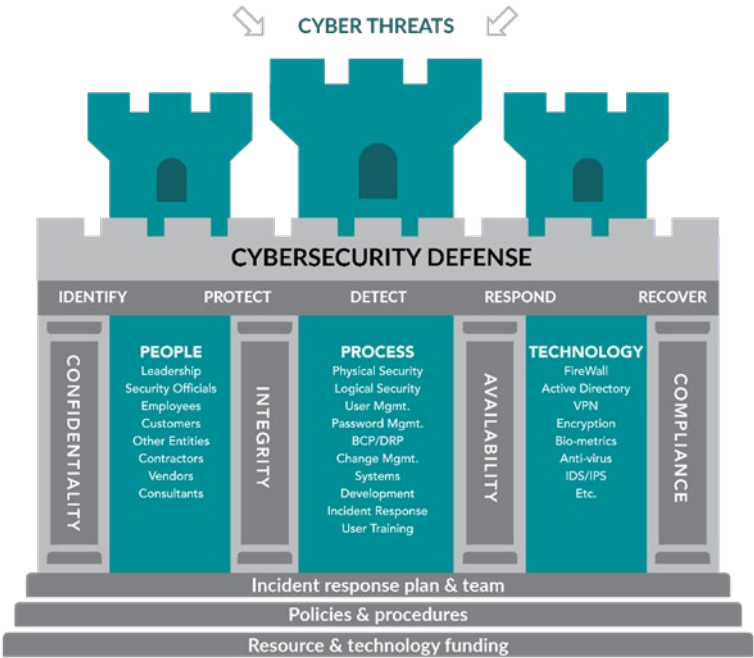 CYBER THREATS
CYBERSECURITY DEFENSE
IDENTIFY PROTECT DETECT RESPOND RECOVER
CONFIDENTIALITY
PEOPLE
Leadership
Security Officials
Employees
Customers
Other Entities
Contractors
Vendors
Consultants
INTEGRITY
PROCESS
Physical Security
Logical Security
User Mgmt.
Password Mgmt.
BCP/DRP
Change Mgmt.
Systems
Development
Incident Response
User Training
AVAILABILITY
TECHNOLOGY
FireWall
Active Directory
VPN
Encryption
Bio-metrics
Anti-virus
IDS/IPS
Etc.
COMPLIANCE
Incident response plan & team
Policies & procedures
Resource & technology funding